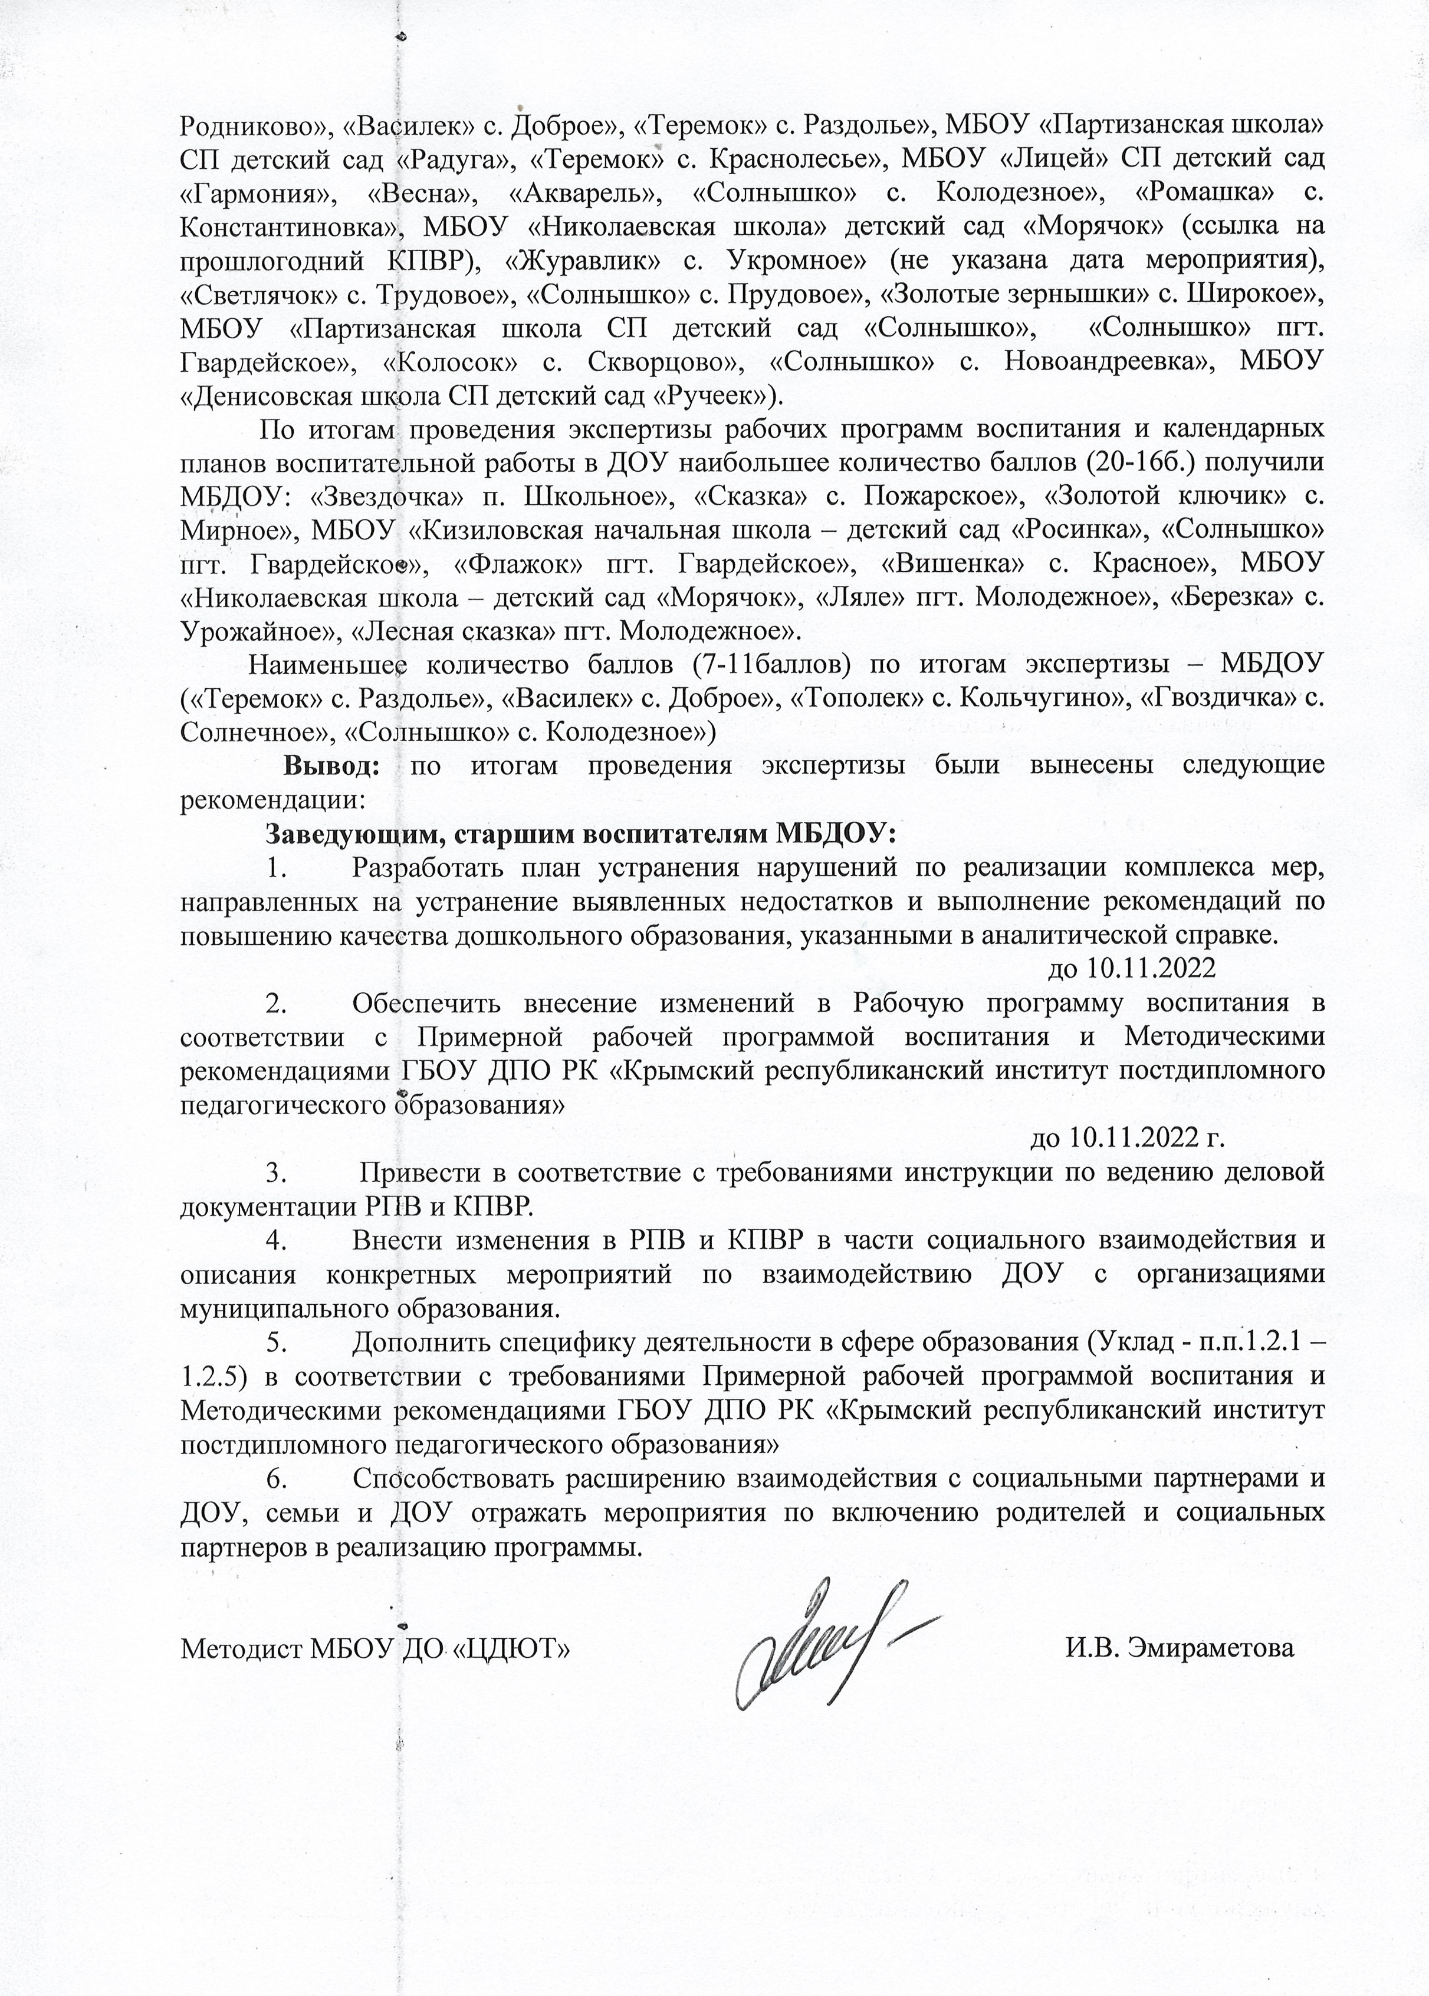 Родниково», «Василек» с. Доброе», «Теремок» с. Раздолье», МБОУ «Партизанская школа»
СП детский сад «Радуга», «Теремок» с. Краснолесье», МБОУ «Лицей» СП детский сад
«Гармония», «Весна», «Акварель», «Солнышко» с. Колодезное», «Ромашка» с.
Константиновка», МБОУ «Николаевская школа» детский сад «Морячок» (ссылка на
прошлогодний КПВР), «Журавлик» с. Укромное» (не указана дата мероприятия),
«Светлячок» с. Трудовое», «Солнышко» с. Прудовое», «Золотые зернышки» с. Широкое»,
МБОУ «Партизанская школа СП детский сад «Солнышко», «Солнышко» пгт.
Гвардейское», «Колосок» с. Скворцово», «Солнышко» с. Новоандреевка», МБОУ
«Денисовская школа СП детский сад «Ручеек»).
По итогам проведения экспертизы рабочих программ воспитания и календарных
планов воспитательной работы в ДОУ наибольшее количество баллов (20-16б.) получили
МБДОУ: «Звездочка» п. Школьное», «Сказка» с. Пожарское», «Золотой ключик» с.
Мирное», МБОУ «Кизиловская начальная школа – детский сад «Росинка», «Солнышко»
пгт. Гвардейское», «Флажок» пгт. Гвардейское», «Вишенка» с. Красное», МБОУ
«Николаевская школа – детский сад «Морячок», «Ляле» пгт. Молодежное», «Березка» с.
Урожайное», «Лесная сказка» пгт. Молодежное».
Наименьшее количество баллов (7-11баллов) по итогам экспертизы – МБДОУ
(«Теремок» с. Раздолье», «Василек» с. Доброе», «Тополек» с. Кольчугино», «Гвоздичка» с.
Солнечное», «Солнышко» с. Колодезное»)
Вывод: по итогам проведения экспертизы были вынесены следующие
рекомендации:
Заведующим, старшим воспитателям МБДОУ:
1. Разработать план устранения нарушений по реализации комплекса мер,
направленных на устранение выявленных недостатков и выполнение рекомендаций по
повышению качества дошкольного образования, указанными в аналитической справке.
до 10.11.2022
2. Обеспечить внесение изменений в Рабочую программу воспитания в
соответствии с Примерной рабочей программой воспитания и Методическими
рекомендациями ГБОУ ДПО РК «Крымский республиканский институт постдипломного
педагогического образования»
до 10.11.2022 г.
3. Привести в соответствие с требованиями инструкции по ведению деловой
документации РПВ и КПВР.
4. Внести изменения в РПВ и КПВР в части социального взаимодействия и
описания конкретных мероприятий по взаимодействию ДОУ с организациями
муниципального образования.
5. Дополнить специфику деятельности в сфере образования (Уклад - п.п.1.2.1 –
1.2.5) в соответствии с требованиями Примерной рабочей программой воспитания и
Методическими рекомендациями ГБОУ ДПО РК «Крымский республиканский институт
постдипломного педагогического образования»
6. Способствовать расширению взаимодействия с социальными партнерами и
ДОУ, семьи и ДОУ отражать мероприятия по включению родителей и социальных
партнеров в реализацию программы.
Методист МБОУ ДО «ЦДЮТ» И.В. Эмираметова